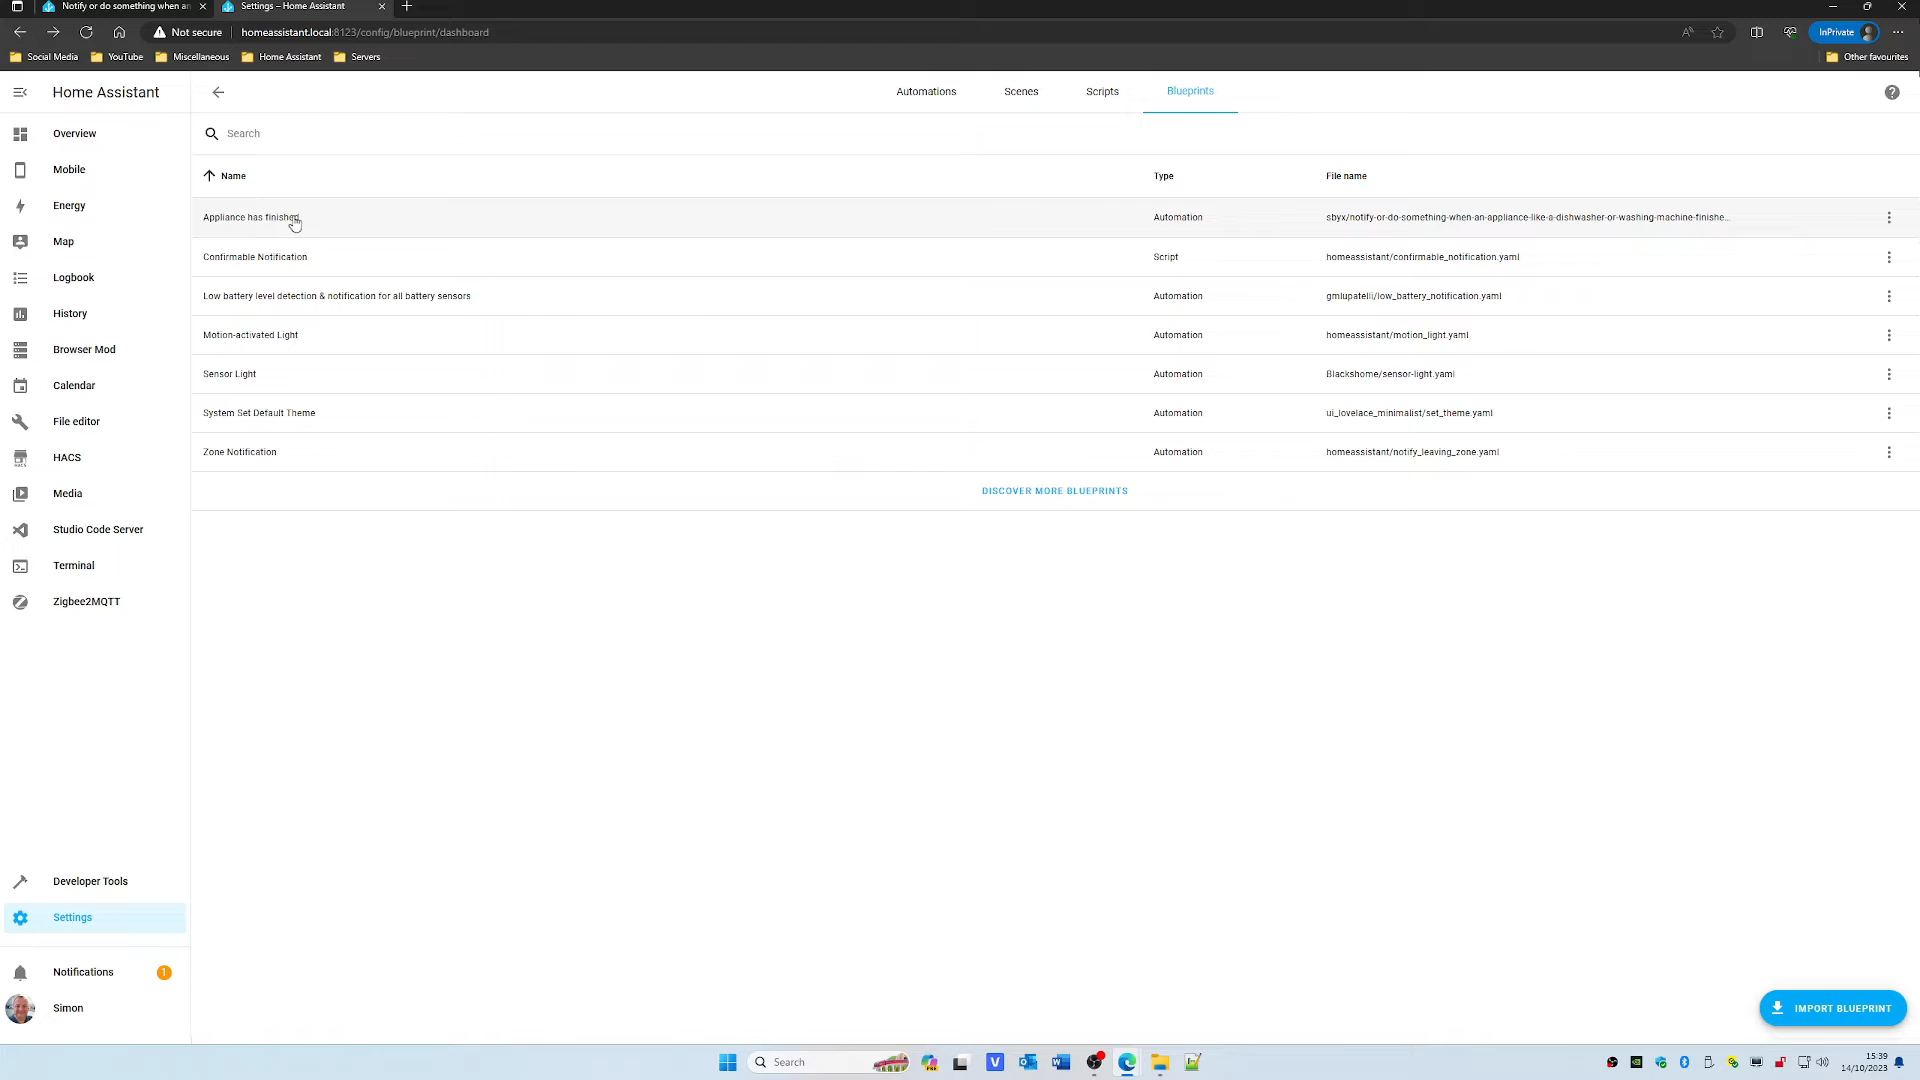 Notify or do something when an
Settings – Home Assistant
Not secure
homeassistant.local:8123/config/blueprint/dashboard
InPrivate
Social Media
YouTube
Miscellaneous
Home Assistant
Servers
Other favourites
Home Assistant
Automations
Scenes
Scripts
Blueprints
Overview
Mobile
Energy
Map
Logbook
History
Browser Mod
Calendar
File editor
HACS
Media
Studio Code Server
Terminal
Zigbee2MQTT
Developer Tools
Settings
Notifications
1
Simon
Search
Name Type File name
Appliance has finished Automation sbyx/notify-or-do-something-when-an-appliance-like-a-dishwasher-or-washing-machine-finishe...
Confirmable Notification Script homeassistant/confirmable_notification.yaml
Low battery level detection & notification for all battery sensors Automation gmlupatelli/low_battery_notification.yaml
Motion-activated Light Automation homeassistant/motion_light.yaml
Sensor Light Automation Blackshome/sensor-light.yaml
System Set Default Theme Automation ui_lovelace_minimalist/set_theme.yaml
Zone Notification Automation homeassistant/notify_leaving_zone.yaml
DISCOVER MORE BLUEPRINTS
IMPORT BLUEPRINT
Search
15:39
14/10/2023